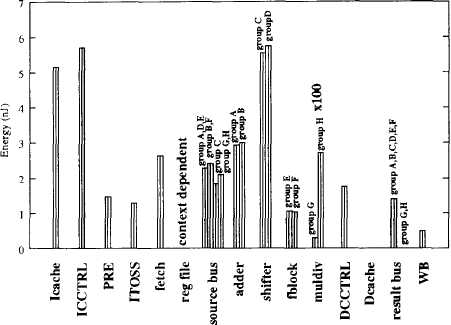 7
6
5
4
3
2
1
0
Energy (nJ)
context dependent
group A,D,E
group B,F
group C
group G,H
group A
group B
group C
groupD
group E
group F
group G
group H x100
group A,B,C,D,E,F
group G,H
Icache
ICCTRL
PRE
ITOSS
fetch
reg file
source bus
adder
shifter
fblock
muldiv
DCCTRL
Dcache
result bus
WB